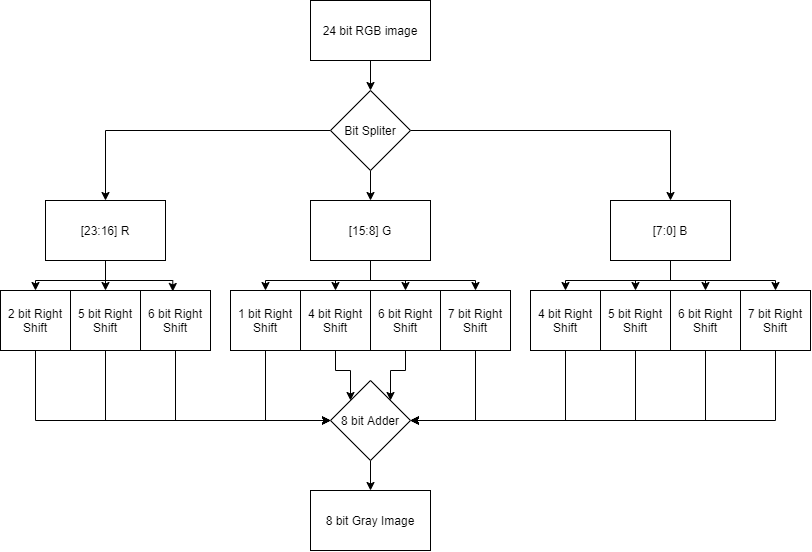 24 bit RGB image
Bit Spliter
[23:16] R
[15:8] G
[7:0] B
2 bit Right
Shift
5 bit Right
Shift
6 bit Right
Shift
1 bit Right
Shift
4 bit Right
Shift
6 bit Right
Shift
7 bit Right
Shift
4 bit Right
Shift
5 bit Right
Shift
6 bit Right
Shift
7 bit Right
Shift
8 bit Adder
8 bit Gray Image